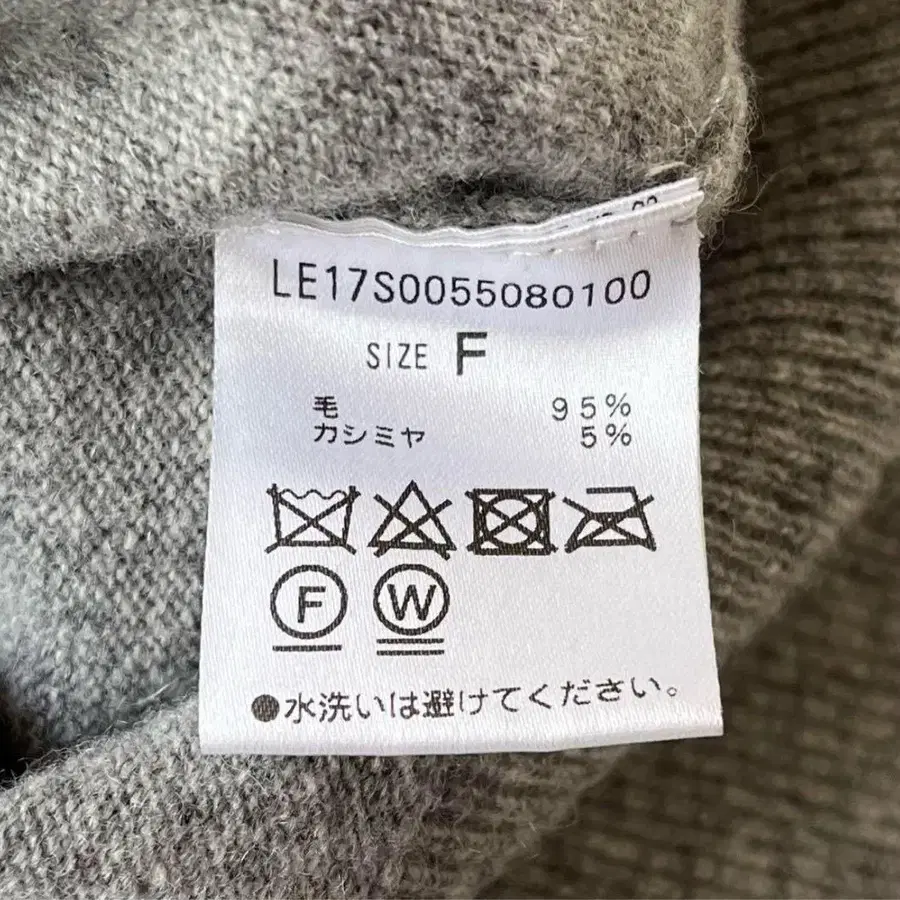 LE17S0055080100
SIZE F
毛 95%
カシミヤ 5%
F W
●水洗いは避けてください。